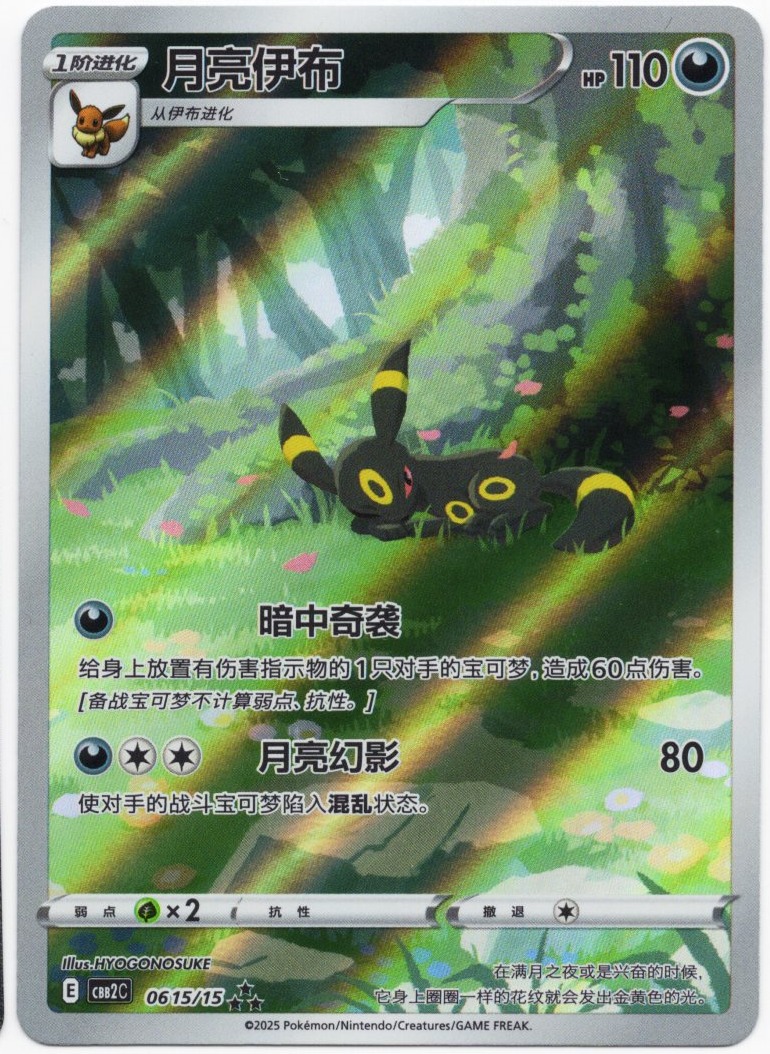 1阶进化
月亮伊布
HP 110
从伊布进化
暗中奇袭
给身上放置有伤害指示物的1只对手的宝可梦,造成60点伤害。
[备战宝可梦不计算弱点、抗性。]
月亮幻影 80
使对手的战斗宝可梦陷入混乱状态。
弱点 ×2 抗性 撤退
Illus.HYOGONOSUKE
E CBB2C 0615/15
在满月之夜或是兴奋的时候,
它身上圈圈一样的花纹就会发出金黄色的光。
©2025 Pokémon/Nintendo/Creatures/GAME FREAK.